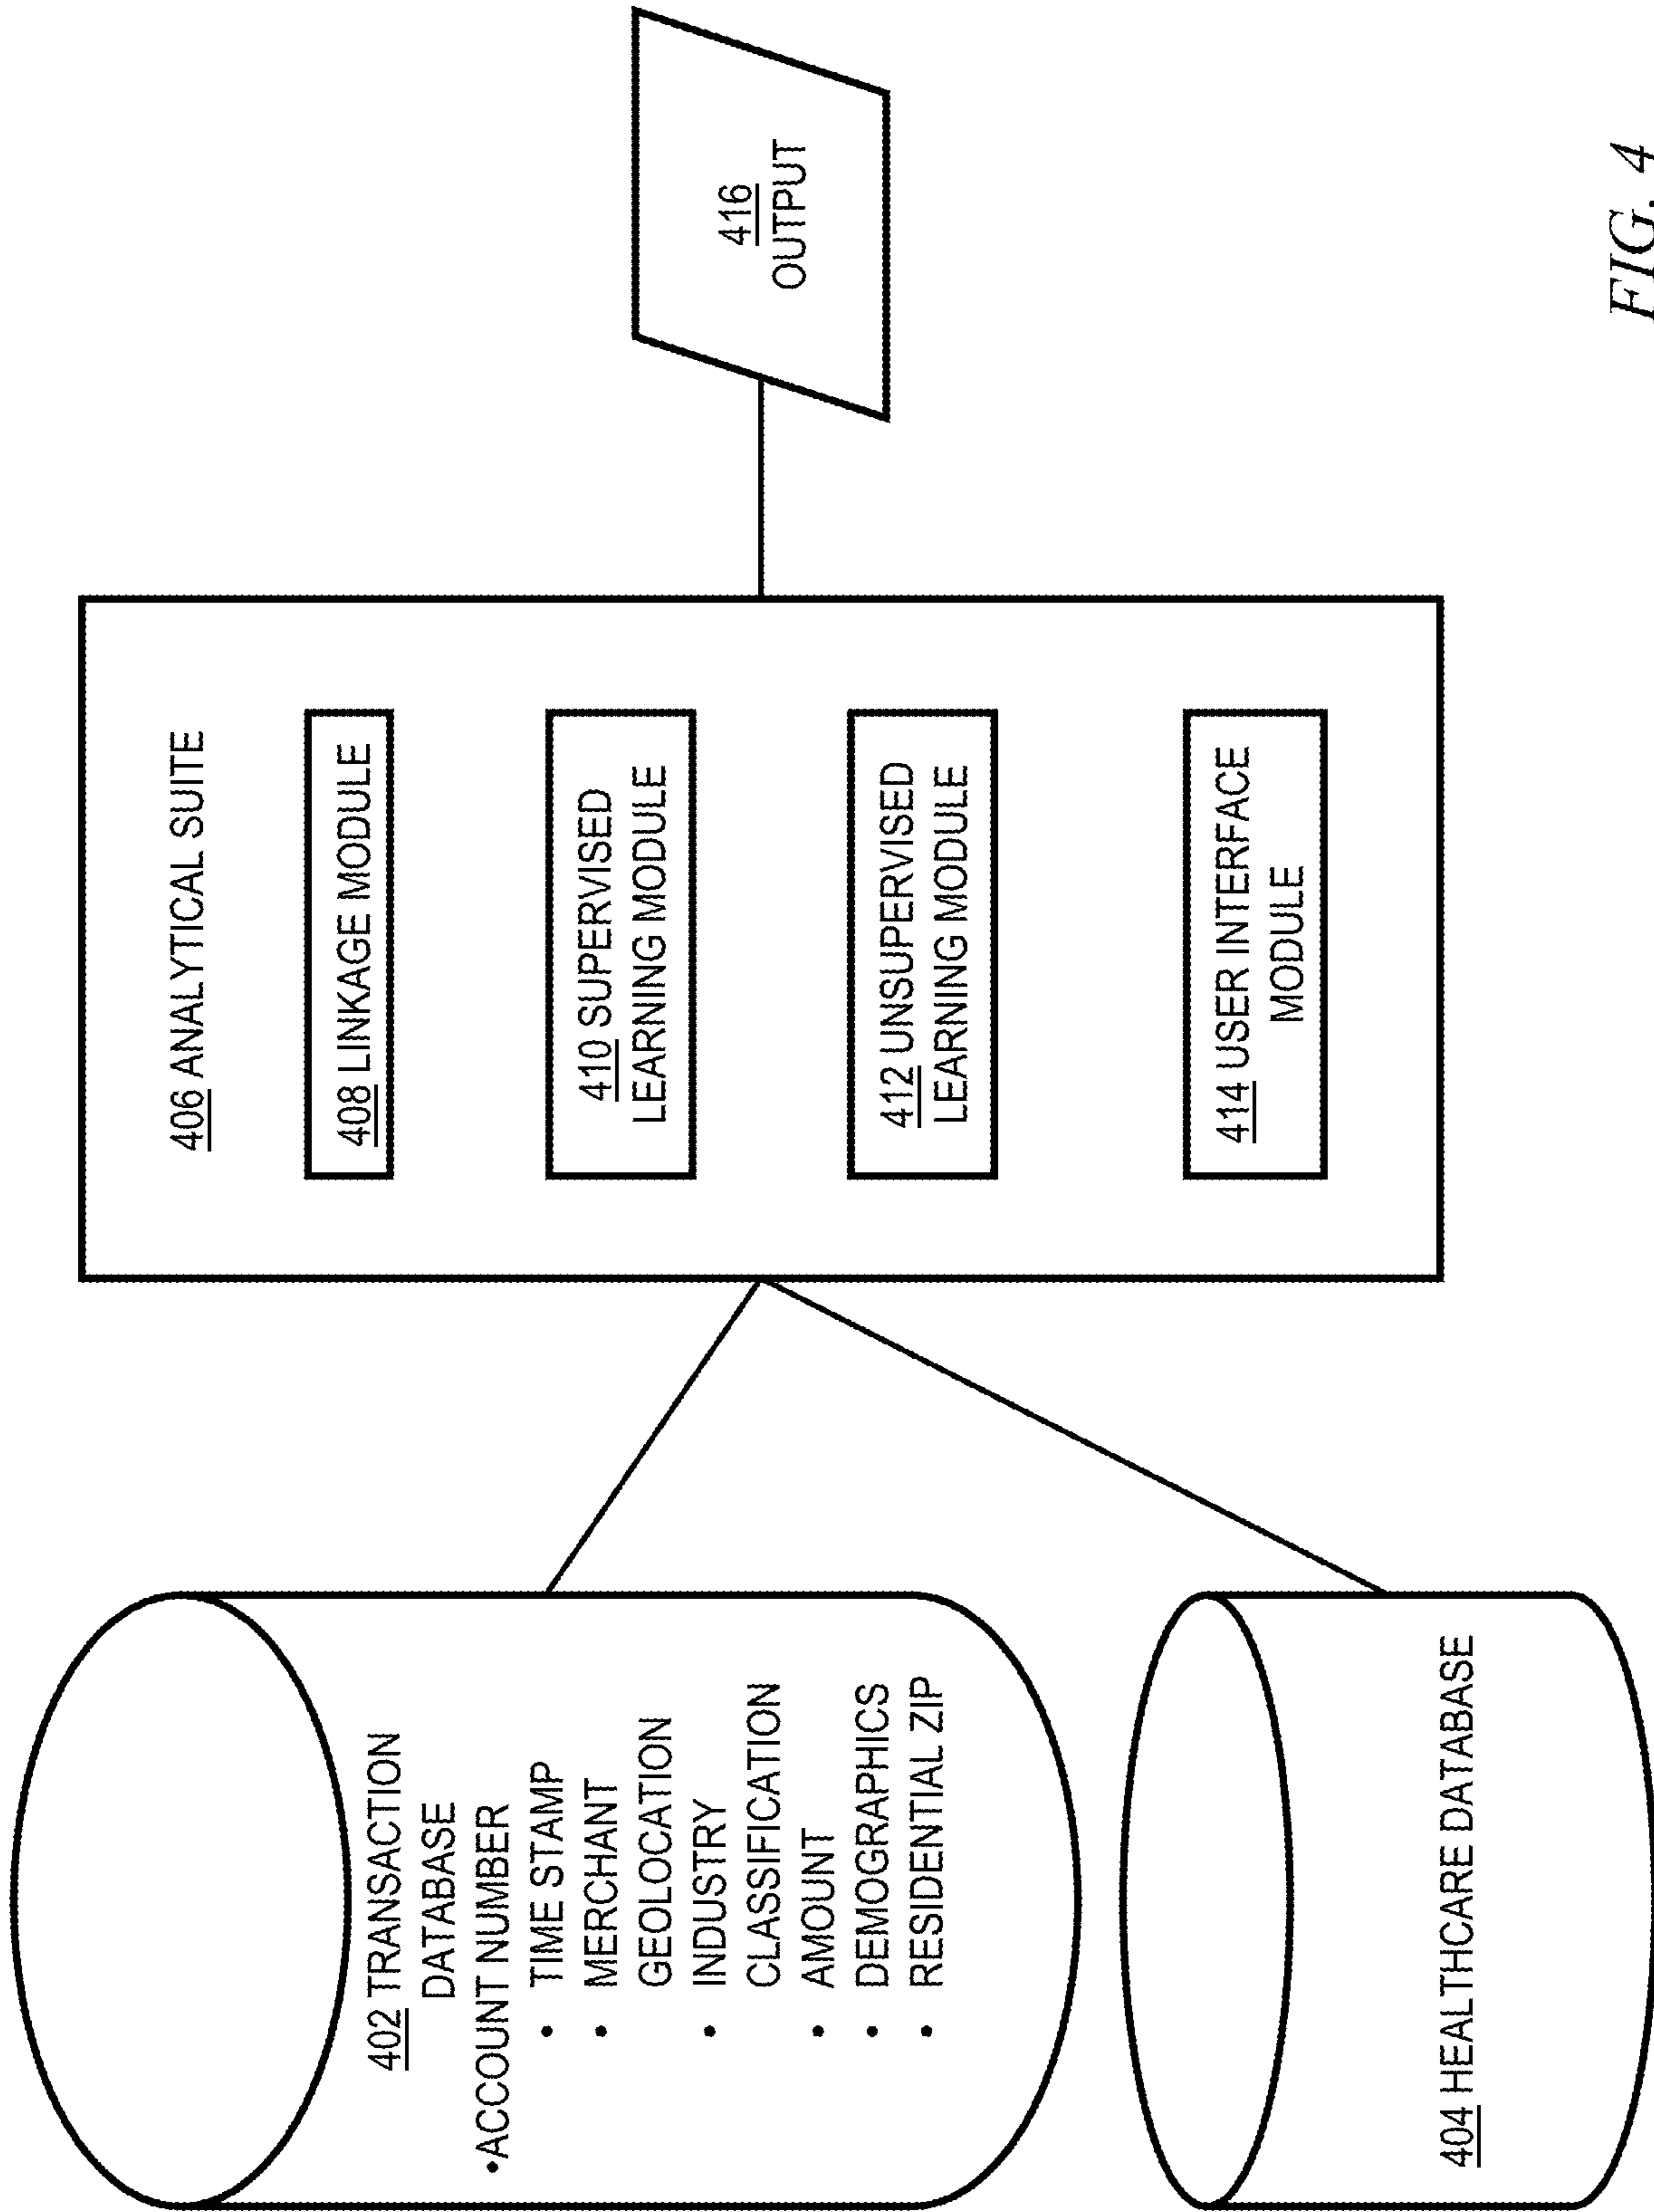 402 TRANSACTION
DATABASE
•ACCOUNT NUMBER
• TIME STAMP
• MERCHANT
GEOLOCATION
• INDUSTRY
CLASSIFICATION
• AMOUNT
• DEMOGRAPHICS
• RESIDENTIAL ZIP
404 HEALTHCARE DATABASE
406 ANALYTICAL SUITE
408 LINKAGE MODULE
410 SUPERVISED
LEARNING MODULE
412 UNSUPERVISED
LEARNING MODULE
414 USER INTERFACE
MODULE
416
OUTPUT
FIG. 4